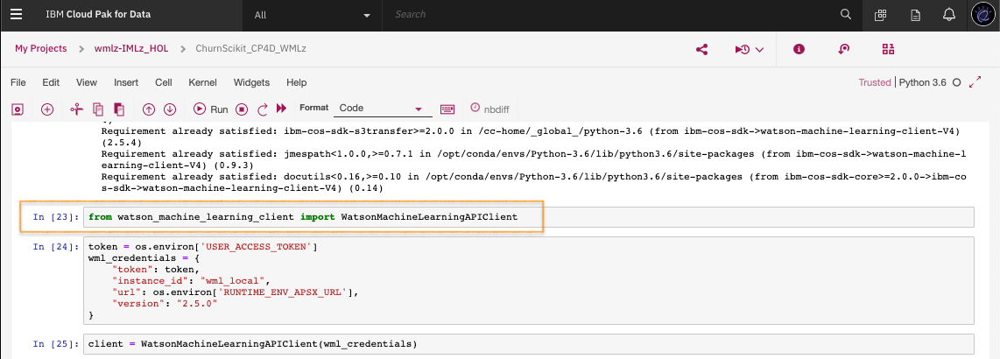 IBM Cloud Pak for Data All Search
My Projects wmlz-IMLz_HOL ChurnScikit_CP4D_WMLz
File Edit View Insert Cell Kernel Widgets Help Trusted | Python 3.6
Run Format Code nbdiff
Requirement already satisfied: ibm-cos-sdk-s3transfer>=2.0.0 in /cc-home/_global_/python-3.6 (from ibm-cos-sdk->watson-machine-learning-client-V4)
(2.5.4)
Requirement already satisfied: jmespath<1.0.0,>=0.7.1 in /opt/conda/envs/Python-3.6/lib/python3.6/site-packages (from ibm-cos-sdk->watson-machine-l
earning-client-V4) (0.9.3)
Requirement already satisfied: docutils<0.16,>=0.10 in /opt/conda/envs/Python-3.6/lib/python3.6/site-packages (from ibm-cos-sdk-core>=2.0.0->ibm-co
s-sdk->watson-machine-learning-client-V4) (0.14)
In [23]: from watson_machine_learning_client import WatsonMachineLearningAPIClient
In [24]: token = os.environ['USER_ACCESS_TOKEN']
wml_credentials = {
"token": token,
"instance_id": "wml_local",
"url": os.environ['RUNTIME_ENV_APSX_URL'],
"version": "2.5.0"
}
In [25]: client = WatsonMachineLearningAPIClient(wml_credentials)